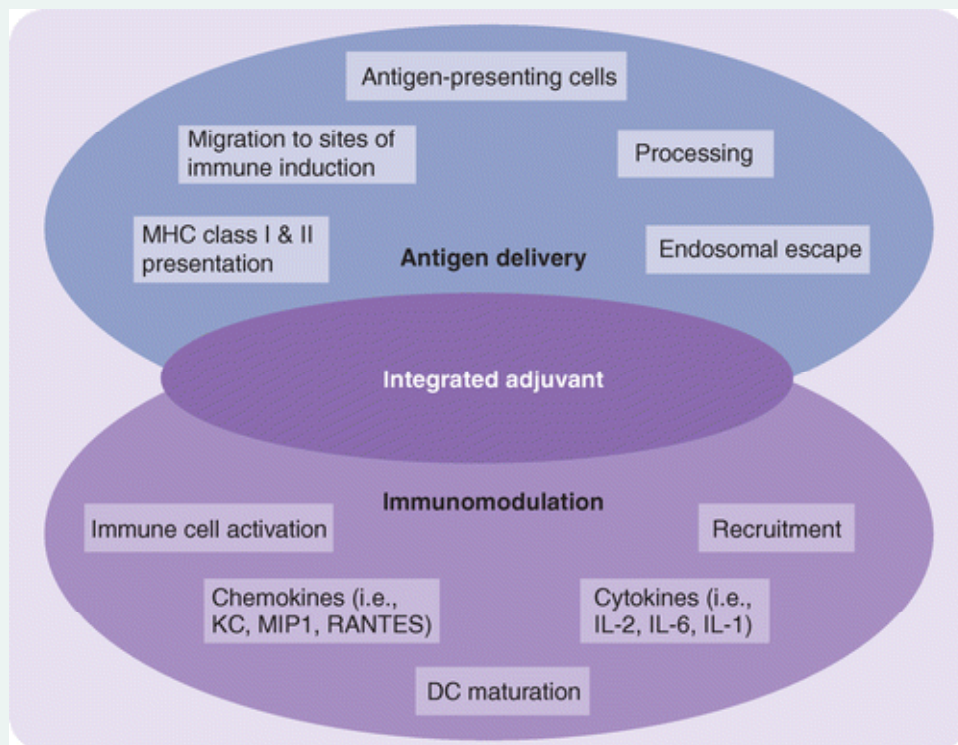 Antigen-presenting cells
Migration to sites of
immune induction
Processing
MHC class I & II
presentation
Antigen delivery
Endosomal escape
Integrated adjuvant
Immunomodulation
Immune cell activation
Recruitment
Chemokines (i.e.,
KC, MIP1, RANTES)
Cytokines (i.e.,
IL-2, IL-6, IL-1)
DC maturation